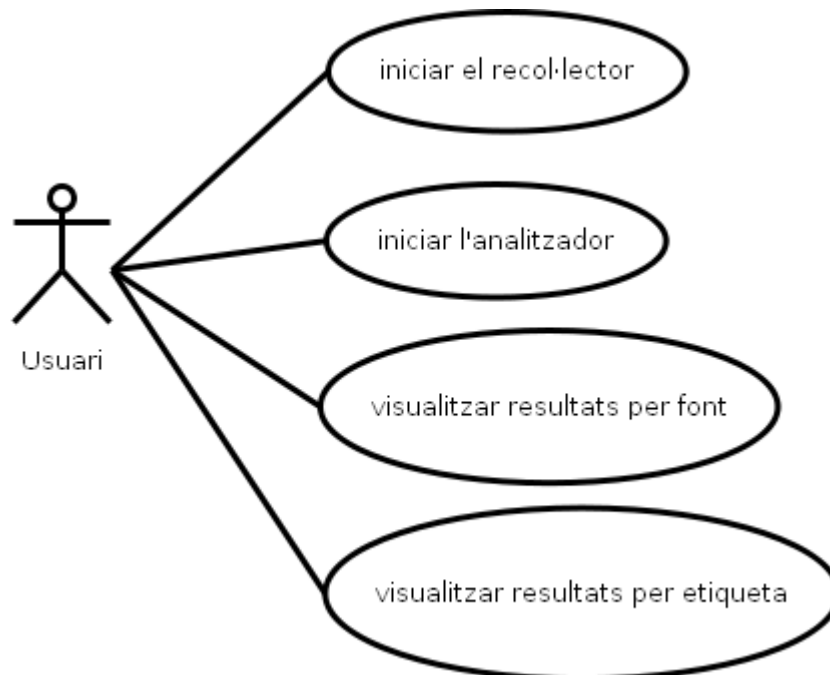 iniciar el recol·lector
iniciar l'analitzador
Usuari
visualitzar resultats per font
visualitzar resultats per etiqueta